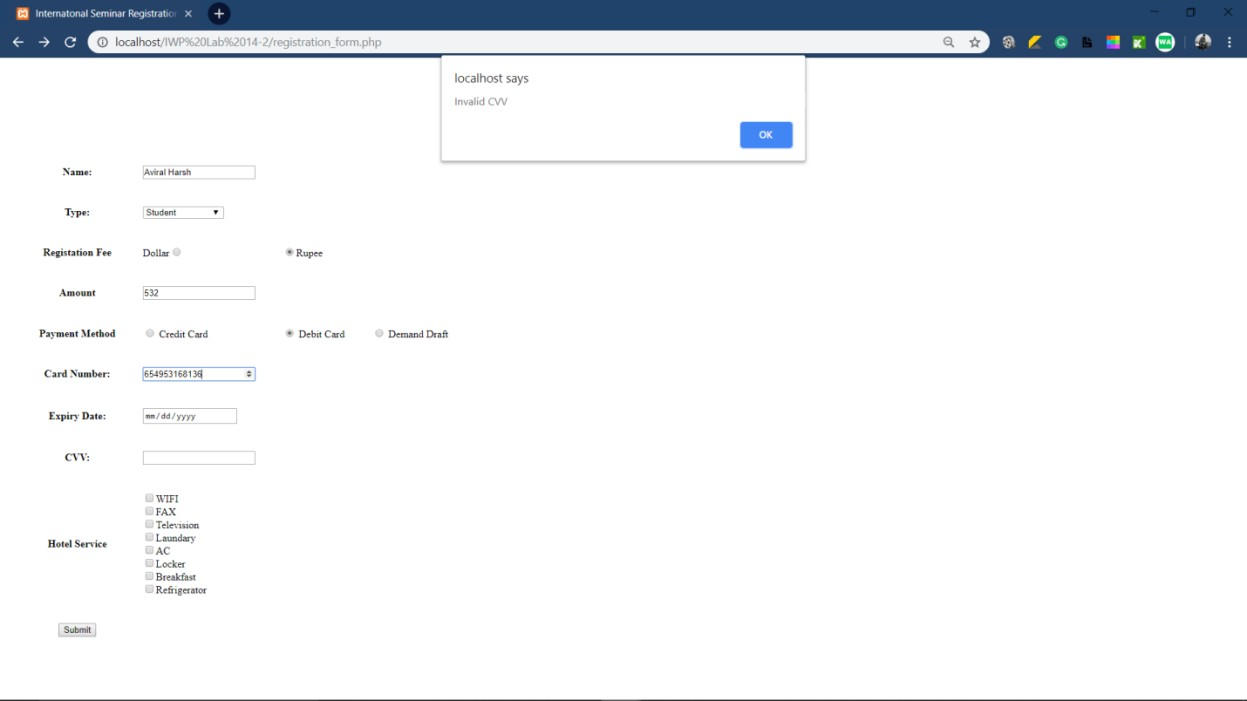 Internatonal Seminar Registration
localhost/IWP%20Lab%2014-2/registration_form.php
WA
localhost says
Invalid CVV
OK
Name: Aviral Harsh
Type: Student
Registation Fee Dollar Rupee
Amount 532
Payment Method Credit Card Debit Card Demand Draft
Card Number: 654953168136
Expiry Date: mm/dd/yyyy
CVV:
WIFI
FAX
Television
Laundary
Hotel Service
AC
Locker
Breakfast
Refrigerator
Submit